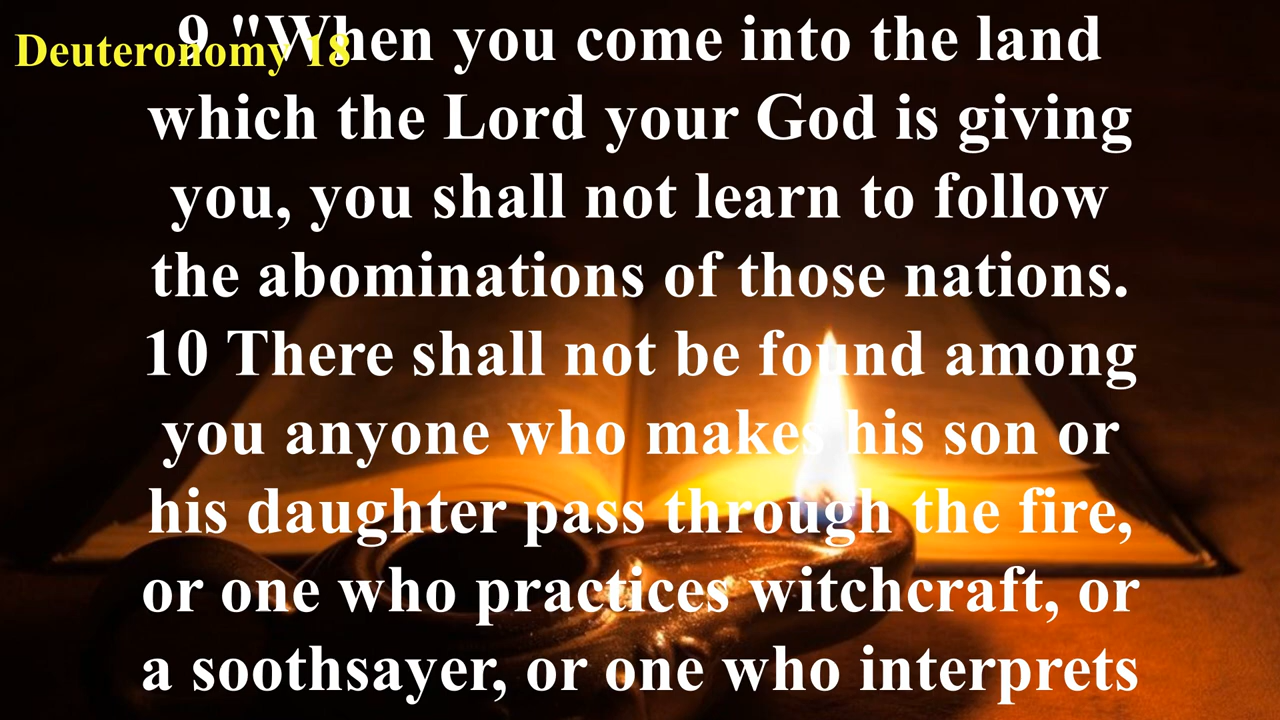 Deuteronomy 18
9 "When you come into the land
which the Lord your God is giving
you, you shall not learn to follow
the abominations of those nations.
10 There shall not be found among
you anyone who makes his son or
his daughter pass through the fire,
or one who practices witchcraft, or
a soothsayer, or one who interprets